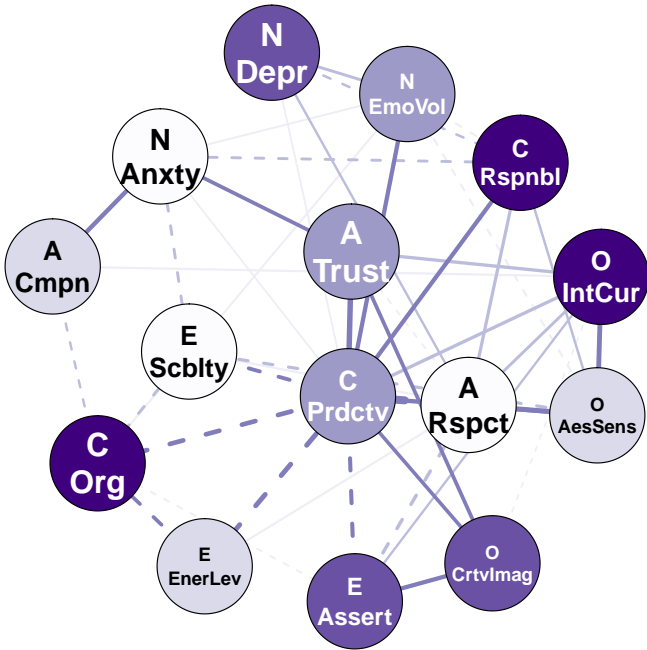 N
Depr
N
EmoVol
C
Rspnbl
N
Anxty
A
Trust
A
Cmpn
O
IntCur
E
Scblty
C
Prdctv
A
Rspct
O
AesSens
C
Org
E
EnerLev
E
Assert
O
CrtvImag